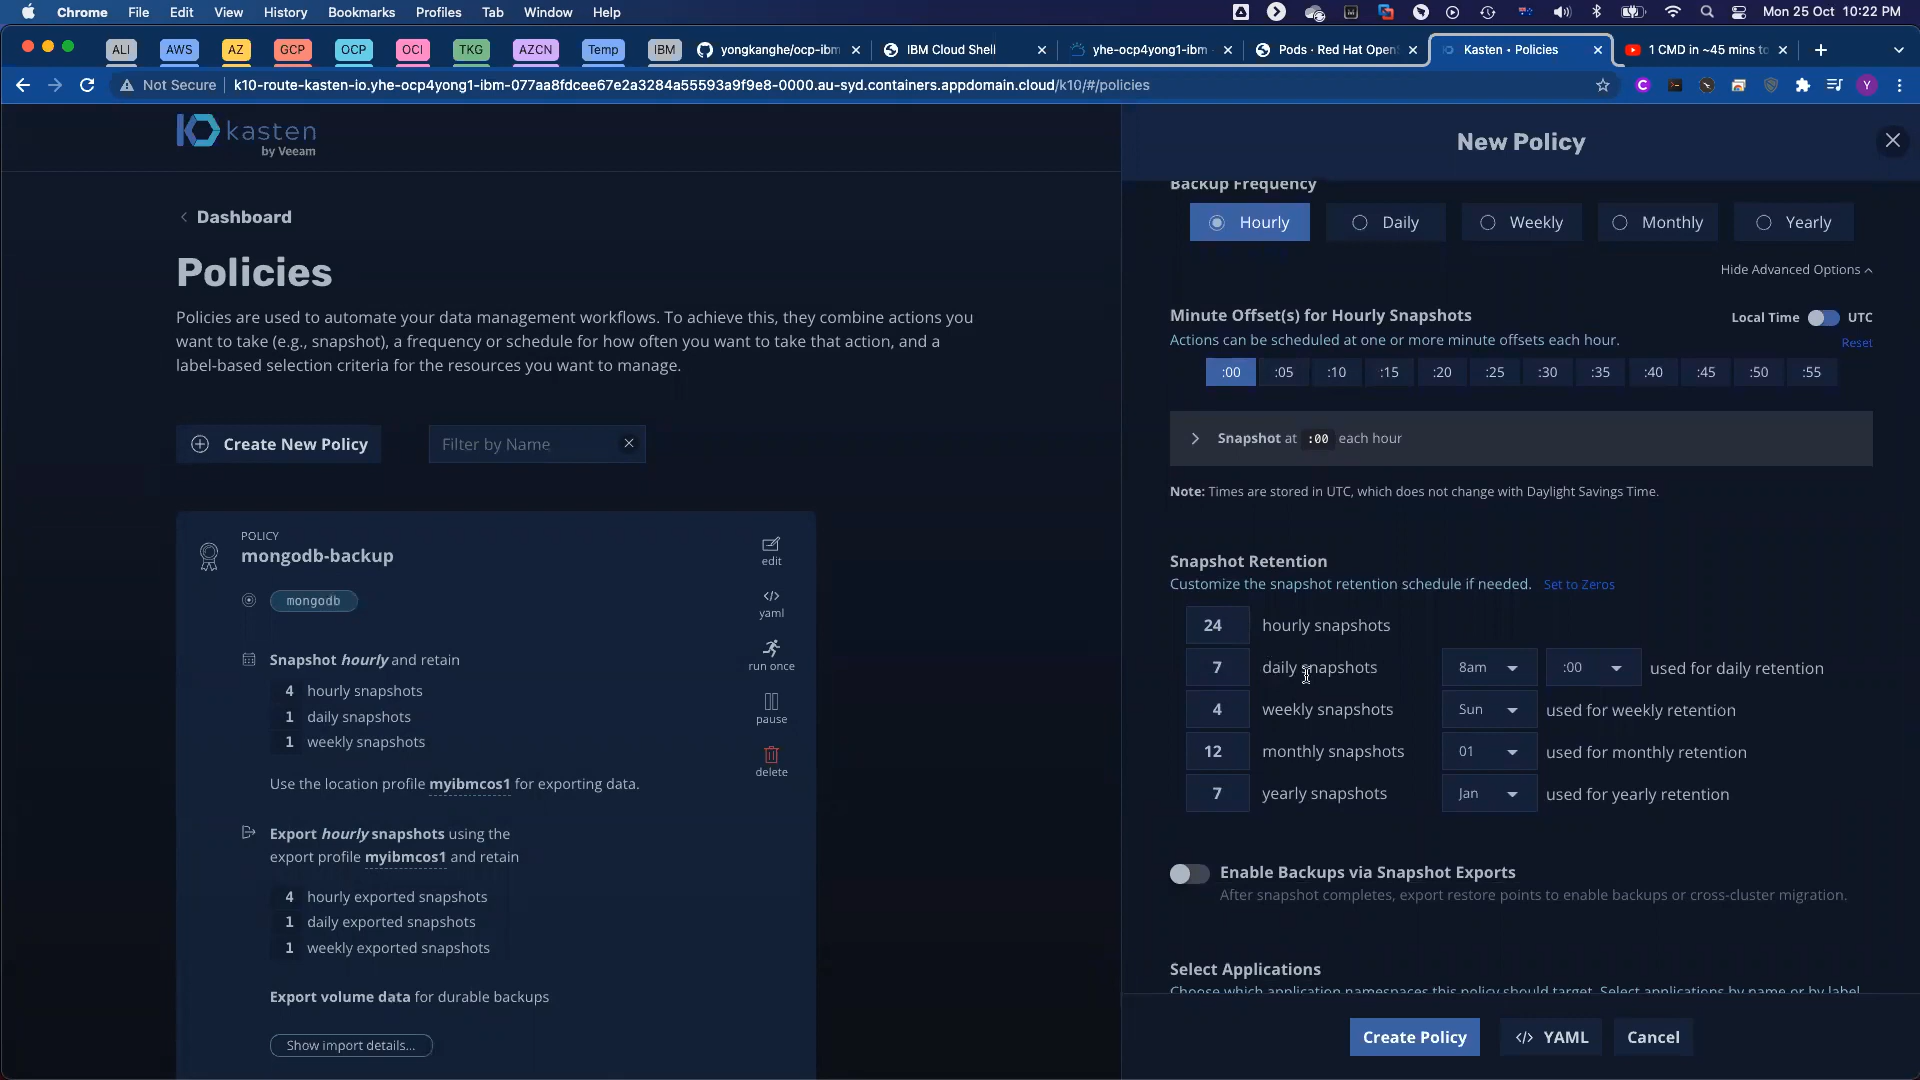 Chrome File Edit View History Bookmarks Profiles Tab Window Help Mon 25 Oct 10:22 PM
ALI AWS AZ GCP OCP OCI TKG AZCN Temp IBM yongkanghe/ocp-ibm IBM Cloud Shell yhe-ocp4yong1-ibm Pods · Red Hat Open Kasten • Policies 1 CMD in ~45 mins to
Not Secure k10-route-kasten-io.yhe-ocp4yong1-ibm-077aa8fdcee67e2a3284a55593a9f9e8-0000.au-syd.containers.appdomain.cloud/k10/#/policies
kasten
by Veeam
Dashboard
Policies
Policies are used to automate your data management workflows. To achieve this, they combine actions you
want to take (e.g., snapshot), a frequency or schedule for how often you want to take that action, and a
label-based selection criteria for the resources you want to manage.
Create New Policy
Filter by Name
POLICY
mongodb-backup
mongodb
Snapshot hourly and retain
4 hourly snapshots
1 daily snapshots
1 weekly snapshots
Use the location profile myibmcos1 for exporting data.
Export hourly snapshots using the
export profile myibmcos1 and retain
4 hourly exported snapshots
1 daily exported snapshots
1 weekly exported snapshots
Export volume data for durable backups
Show import details...
edit
yaml
run once
pause
delete
New Policy
Backup Frequency
Hourly Daily Weekly Monthly Yearly
Hide Advanced Options
Minute Offset(s) for Hourly Snapshots Local Time UTC
Actions can be scheduled at one or more minute offsets each hour. Reset
:00 :05 :10 :15 :20 :25 :30 :35 :40 :45 :50 :55
Snapshot at :00 each hour
Note: Times are stored in UTC, which does not change with Daylight Savings Time.
Snapshot Retention
Customize the snapshot retention schedule if needed. Set to Zeros
24 hourly snapshots
7 daily snapshots 8am :00 used for daily retention
4 weekly snapshots Sun used for weekly retention
12 monthly snapshots 01 used for monthly retention
7 yearly snapshots Jan used for yearly retention
Enable Backups via Snapshot Exports
After snapshot completes, export restore points to enable backups or cross-cluster migration.
Select Applications
Choose which application namespaces this policy should target. Select applications by name or by label
Create Policy </> YAML Cancel